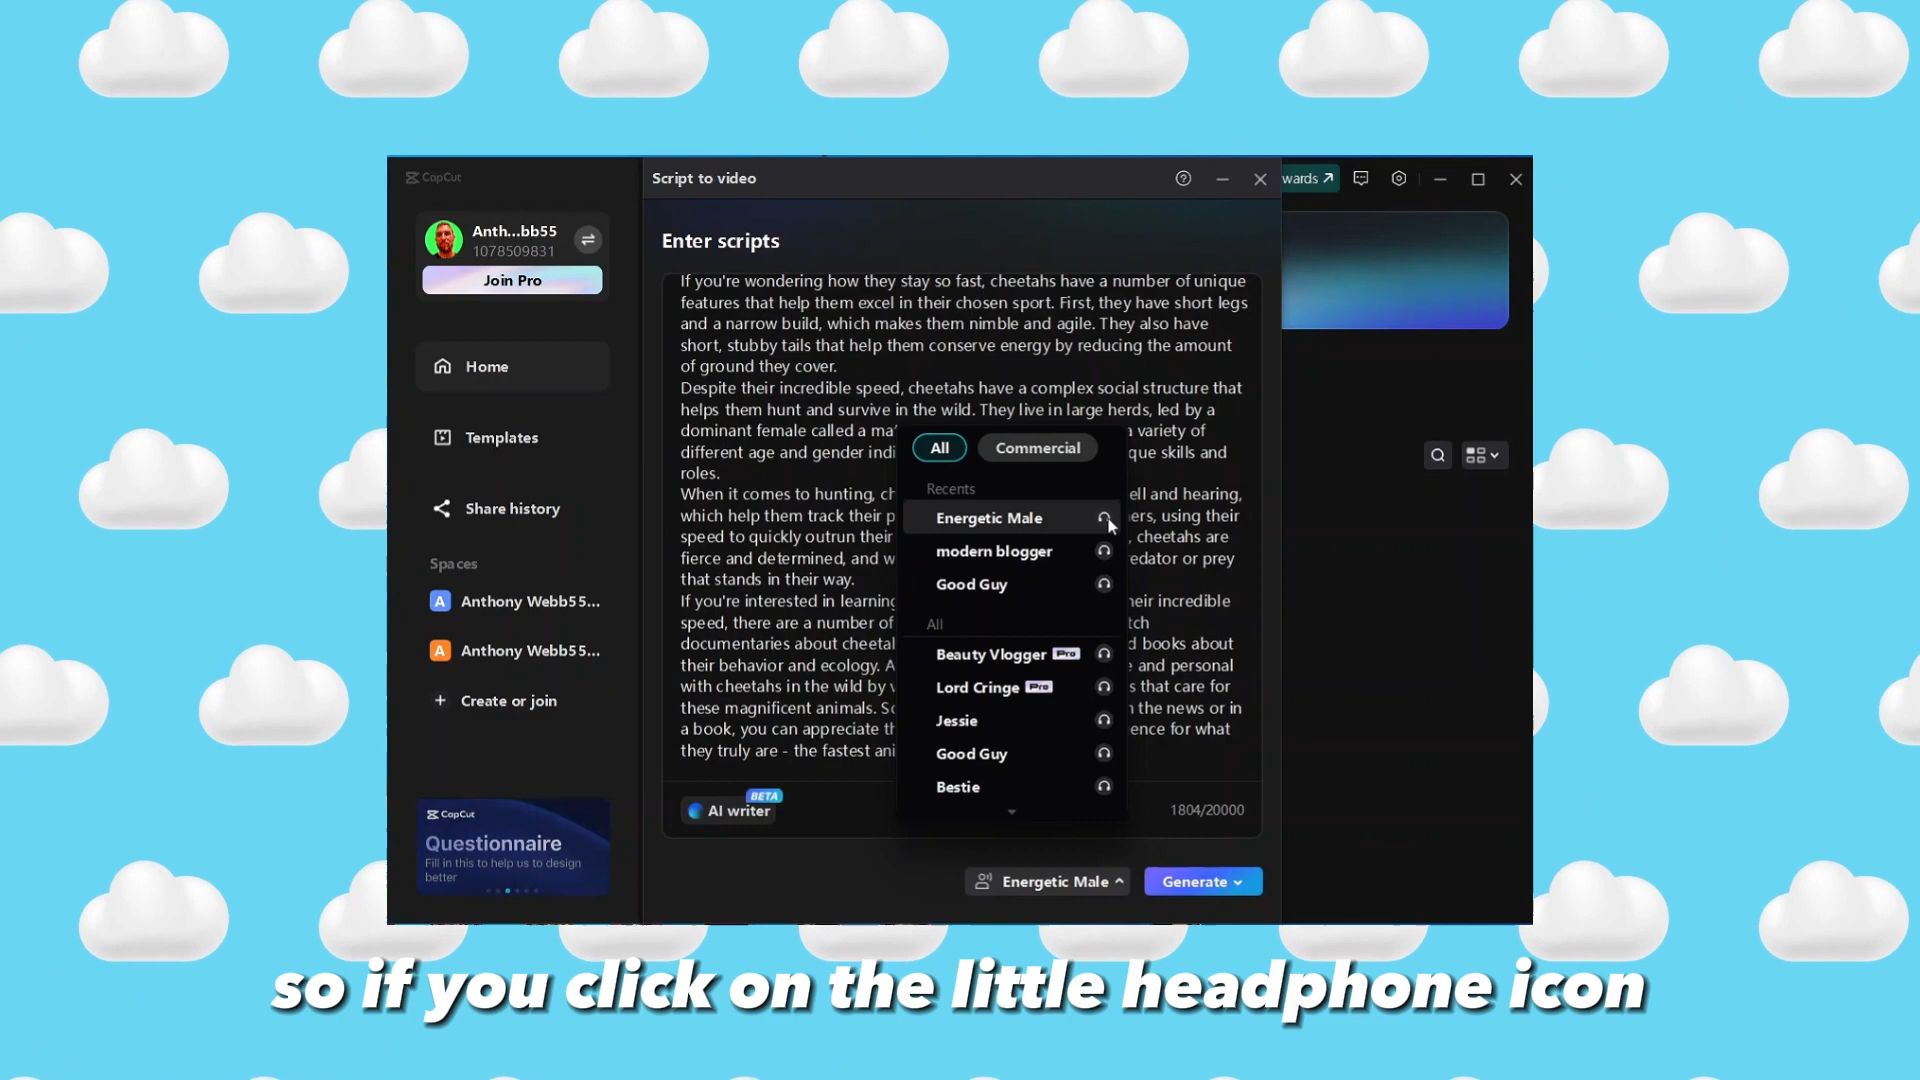 CapCut
Script to video
wards
Anth...bb55
1078509831
Join Pro
Home
Templates
Share history
Spaces
A Anthony Webb55...
A Anthony Webb55...
+ Create or join
CapCut
Questionnaire
Fill in this to help us to design
better
Enter scripts
If you're wondering how they stay so fast, cheetahs have a number of unique
features that help them excel in their chosen sport. First, they have short legs
and a narrow build, which makes them nimble and agile. They also have
short, stubby tails that help them conserve energy by reducing the amount
of ground they cover.
Despite their incredible speed, cheetahs have a complex social structure that
helps them hunt and survive in the wild. They live in large herds, led by a
dominant female called a ma a variety of
different age and gender indi que skills and
roles.
When it comes to hunting, ch ell and hearing,
which help them track their p ers, using their
speed to quickly outrun their , cheetahs are
fierce and determined, and w edator or prey
that stands in their way.
If you're interested in learning heir incredible
speed, there are a number of tch
documentaries about cheetal d books about
their behavior and ecology. A e and personal
with cheetahs in the wild by v s that care for
these magnificent animals. So n the news or in
a book, you can appreciate th ence for what
they truly are - the fastest ani
All Commercial
Recents
Energetic Male
modern blogger
Good Guy
All
Beauty Vlogger Pro
Lord Cringe Pro
Jessie
Good Guy
Bestie
BETA
AI writer
1804/20000
Energetic Male
Generate
so if you click on the little headphone icon